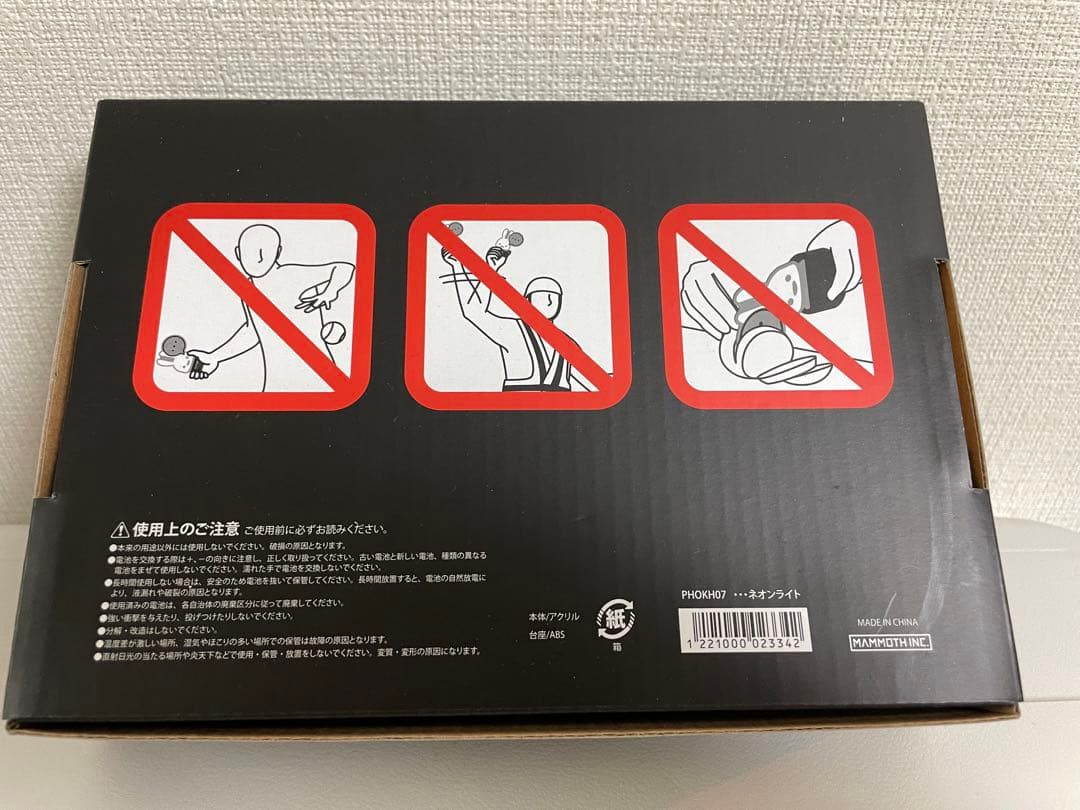 ⚠使用上のご注意 ご使用前に必ずお読みください。
●本来の用途以外には使用しないでください。破損の原因となります。
●電池を交換する際は＋、－の向きに注意し、正しく取り扱ってください。古い電池と新しい電池、種類の異なる
電池をまぜて使用しないでください。濡れた手で電池を交換しないでください。
●長時間使用しない場合は、安全のため電池を抜いて保管してください。長時間放置すると、電池の自然放電に
より、液漏れや破裂の原因となります。
●使用済みの電池は、各自治体の廃棄区分に従って廃棄してください。
●強い衝撃を与えたり、投げつけたりしないでください。
●分解・改造はしないでください。
●温度差が激しい場所、湿気やほこりの多い場所での保管は故障の原因となります。
●直射日光の当たる場所や炎天下などで使用・保管・放置をしないでください。変質・変形の原因になります。
本体/アクリル
台座/ABS
紙
箱
PHOKH07 ･･･ネオンライト
1 221000 023342
MADE IN CHINA
MAMMOTH INC.